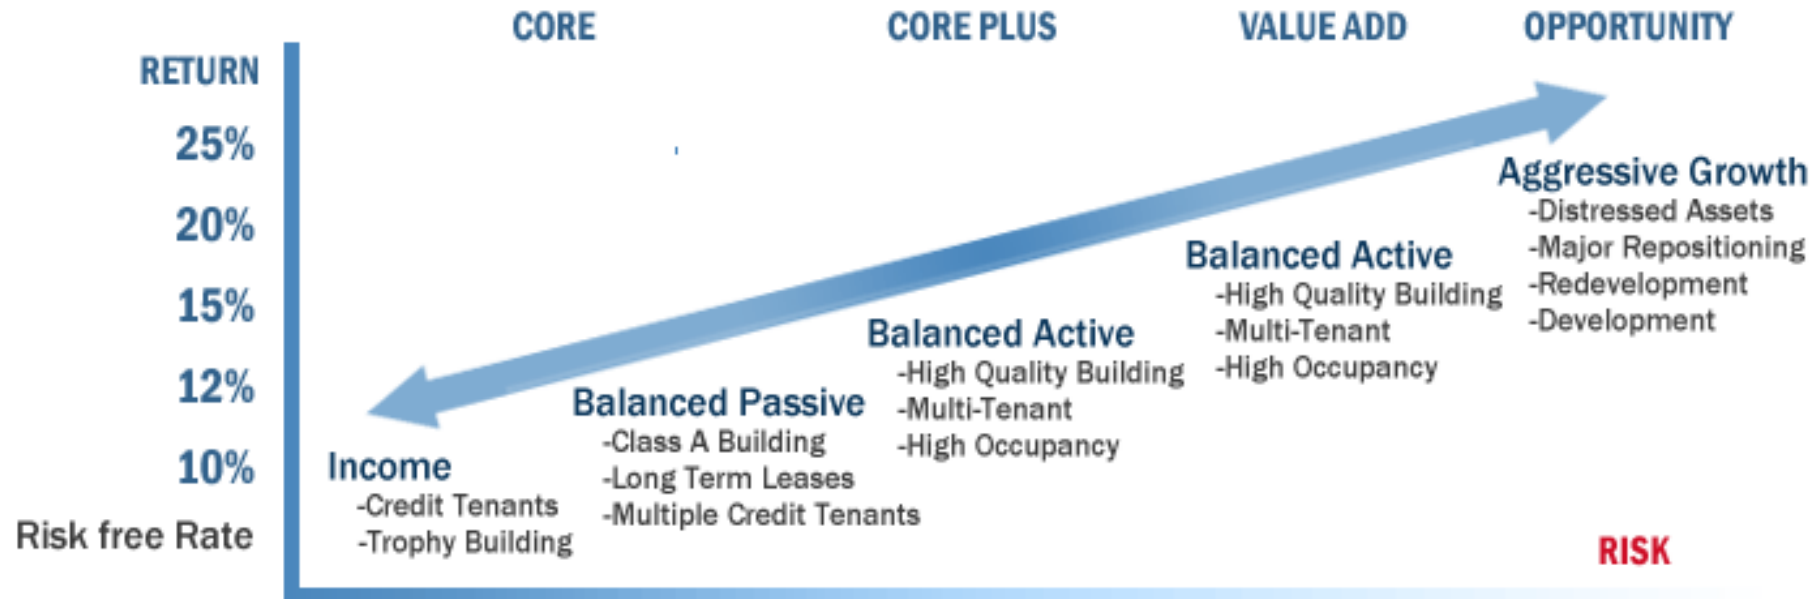 CORE
CORE PLUS
VALUE ADD
OPPORTUNITY
RETURN
25%
20%
15%
12%
10%
Risk free Rate
Income
-Credit Tenants
-Trophy Building
Balanced Passive
-Class A Building
-Long Term Leases
-Multiple Credit Tenants
Balanced Active
-High Quality Building
-Multi-Tenant
-High Occupancy
Balanced Active
-High Quality Building
-Multi-Tenant
-High Occupancy
Aggressive Growth
-Distressed Assets
-Major Repositioning
-Redevelopment
-Development
RISK